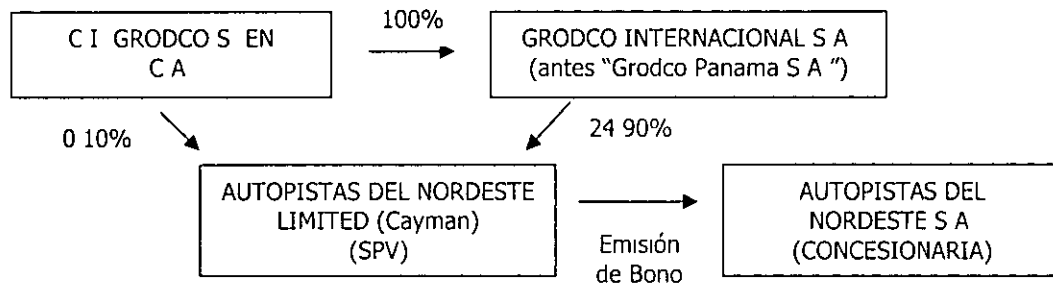 C I GRODCO S EN
C A
100%
GRODCO INTERNACIONAL S A
(antes "Grodco Panama S A ")
0 10%
24 90%
AUTOPISTAS DEL NORDESTE
LIMITED (Cayman)
(SPV)
Emisión
de Bono
AUTOPISTAS DEL
NORDESTE S A
(CONCESIONARIA)